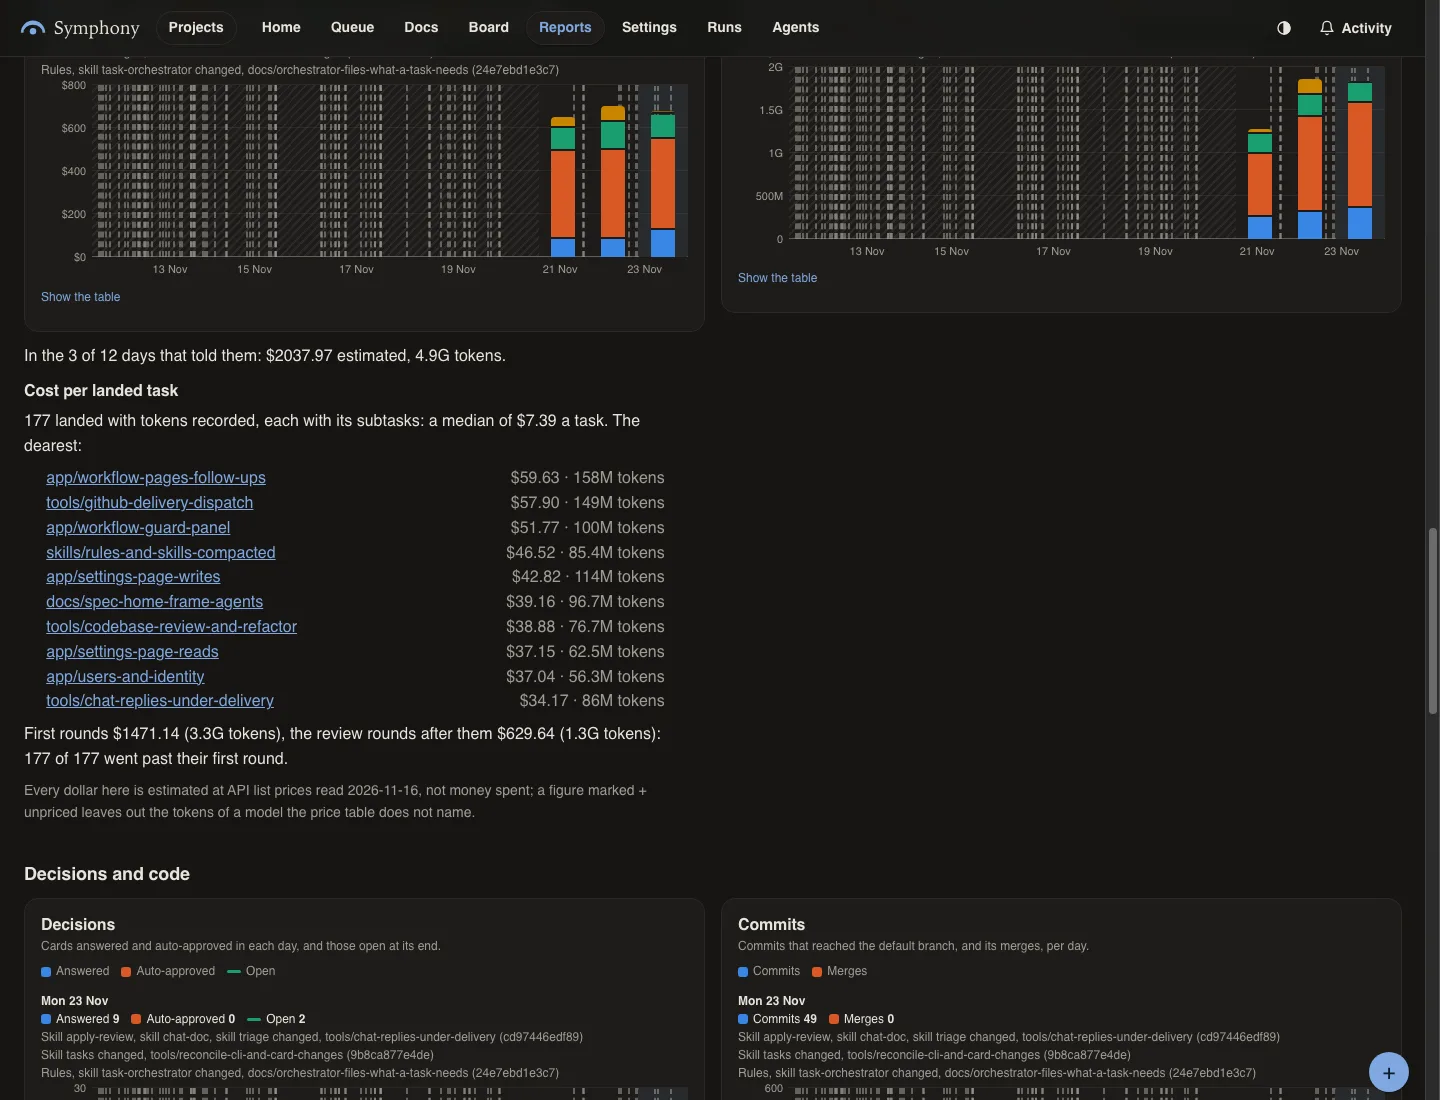 Symphony
Projects
Home
Queue
Docs
Board
Reports
Settings
Runs
Agents
Activity
Rules, skill task-orchestrator changed, docs/orchestrator-files-what-a-task-needs (24e7ebd1e3c7)
$800
$600
$400
$200
$0
13 Nov
15 Nov
17 Nov
19 Nov
21 Nov
23 Nov
Show the table
2G
1.5G
1G
500M
0
13 Nov
15 Nov
17 Nov
19 Nov
21 Nov
23 Nov
Show the table
In the 3 of 12 days that told them: $2037.97 estimated, 4.9G tokens.
Cost per landed task
177 landed with tokens recorded, each with its subtasks: a median of $7.39 a task. The
dearest:
app/workflow-pages-follow-ups $59.63 · 158M tokens
tools/github-delivery-dispatch $57.90 · 149M tokens
app/workflow-guard-panel $51.77 · 100M tokens
skills/rules-and-skills-compacted $46.52 · 85.4M tokens
app/settings-page-writes $42.82 · 114M tokens
docs/spec-home-frame-agents $39.16 · 96.7M tokens
tools/codebase-review-and-refactor $38.88 · 76.7M tokens
app/settings-page-reads $37.15 · 62.5M tokens
app/users-and-identity $37.04 · 56.3M tokens
tools/chat-replies-under-delivery $34.17 · 86M tokens
First rounds $1471.14 (3.3G tokens), the review rounds after them $629.64 (1.3G tokens):
177 of 177 went past their first round.
Every dollar here is estimated at API list prices read 2026-11-16, not money spent; a figure marked +
unpriced leaves out the tokens of a model the price table does not name.
Decisions and code
Decisions
Cards answered and auto-approved in each day, and those open at its end.
Answered
Auto-approved
Open
Mon 23 Nov
Answered 9
Auto-approved 0
Open 2
Skill apply-review, skill chat-doc, skill triage changed, tools/chat-replies-under-delivery (cd97446edf89)
Skill tasks changed, tools/reconcile-cli-and-card-changes (9b8ca877e4de)
Rules, skill task-orchestrator changed, docs/orchestrator-files-what-a-task-needs (24e7ebd1e3c7)
30
Commits
Commits that reached the default branch, and its merges, per day.
Commits
Merges
Mon 23 Nov
Commits 49
Merges 0
Skill apply-review, skill chat-doc, skill triage changed, tools/chat-replies-under-delivery (cd97446edf89)
Skill tasks changed, tools/reconcile-cli-and-card-changes (9b8ca877e4de)
Rules, skill task-orchestrator changed, docs/orchestrator-files-what-a-task-needs (24e7ebd1e3c7)
600
+